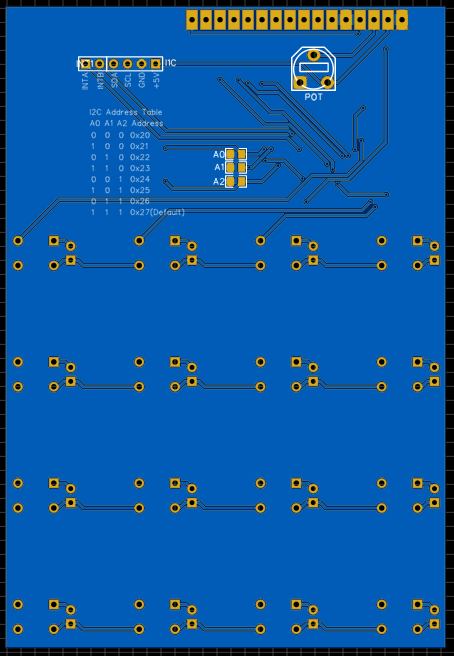 I2C
INTA
INTB
SDA
SCL
GND
+5V
POT
I2C Address Table
A0 A1 A2 Address
0 0 0 0x20
1 0 0 0x21
0 1 0 0x22
1 1 0 0x23
0 0 1 0x24
1 0 1 0x25
0 1 1 0x26
1 1 1 0x27(Default)
A0
A1
A2